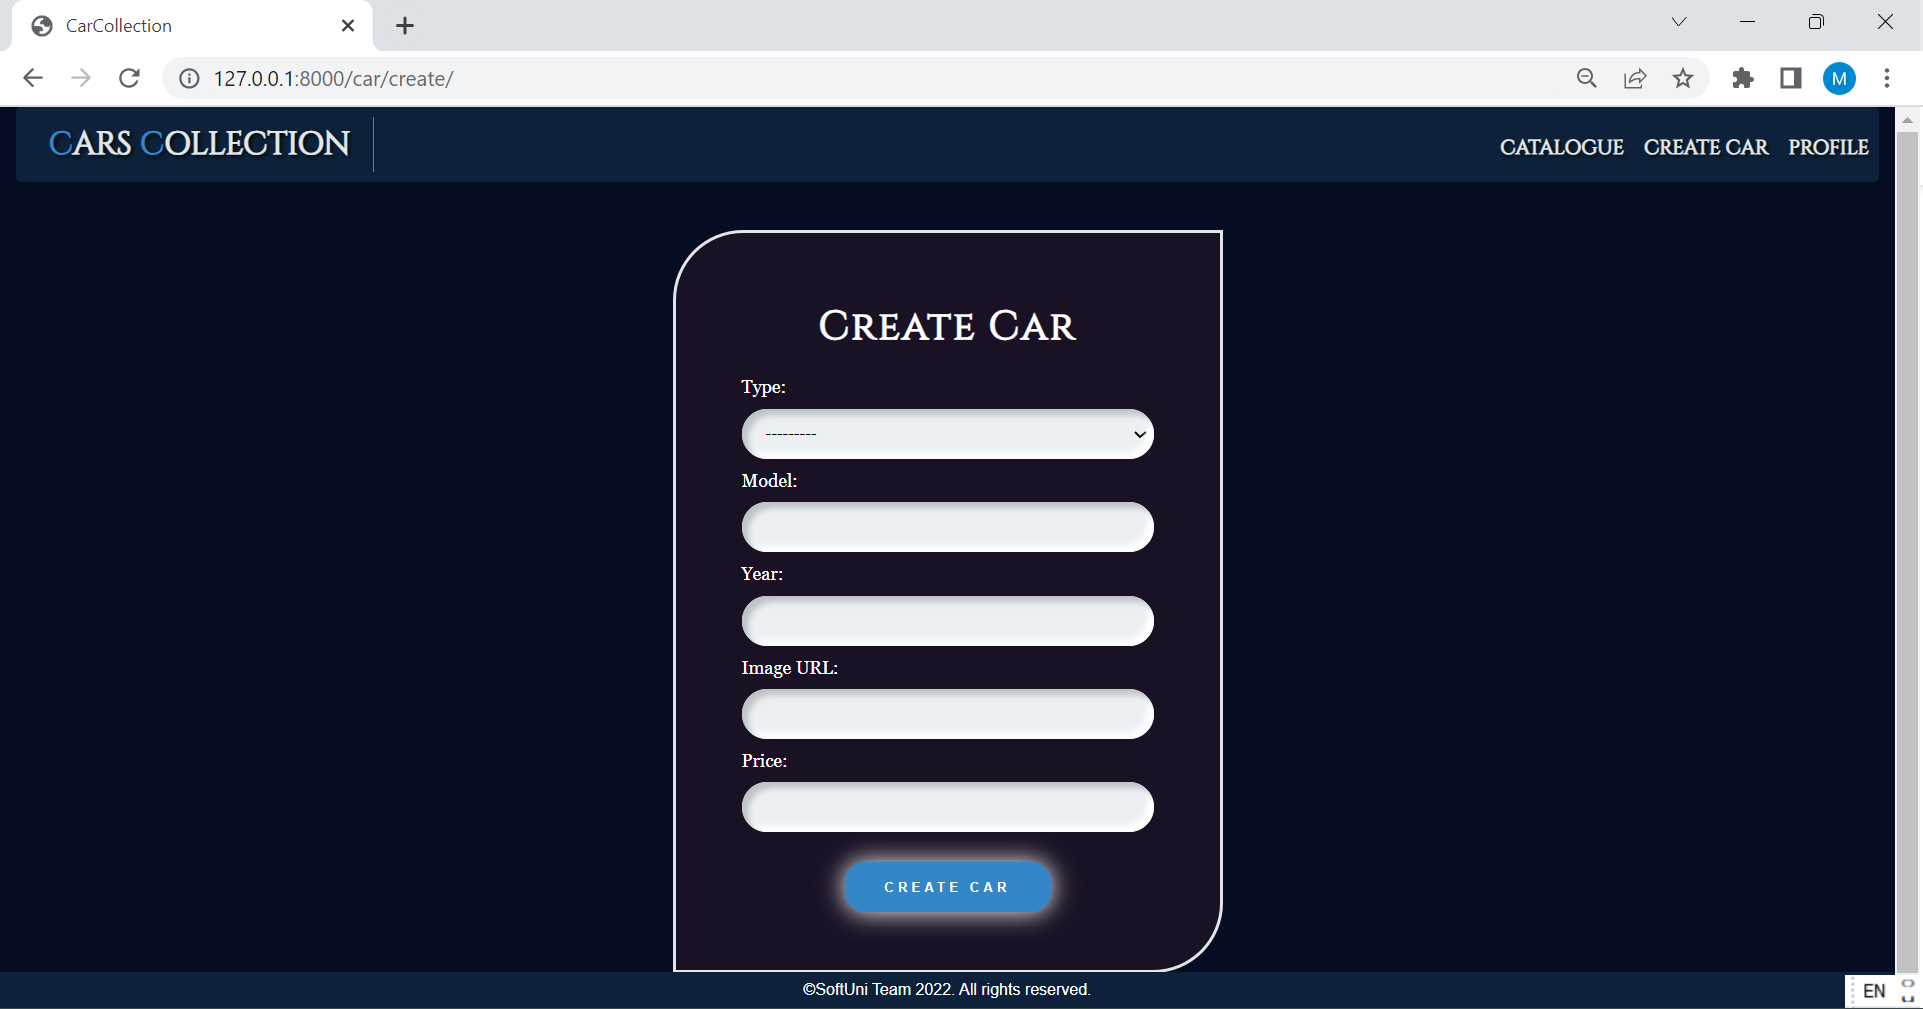 CarCollection
127.0.0.1:8000/car/create/
M
CARS COLLECTION
CATALOGUE CREATE CAR PROFILE
CREATE CAR
Type:
---------
Model:
Year:
Image URL:
Price:
CREATE CAR
©SoftUni Team 2022. All rights reserved.
EN